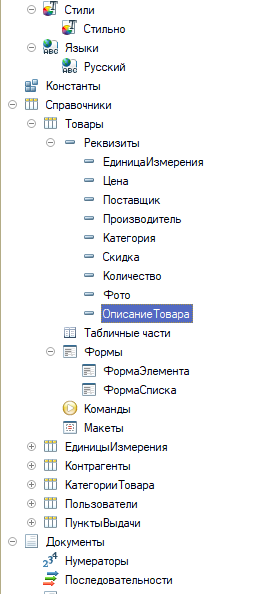 Стили
Стильно
Языки
Русский
Константы
Справочники
Товары
Реквизиты
ЕдиницаИзмерения
Цена
Поставщик
Производитель
Категория
Скидка
Количество
Фото
ОписаниеТовара
Табличные части
Формы
ФормаЭлемента
ФормаСписка
Команды
Макеты
ЕдиницыИзмерения
Контрагенты
КатегорииТовара
Пользователи
ПунктыВыдачи
Документы
Нумераторы
Последовательности